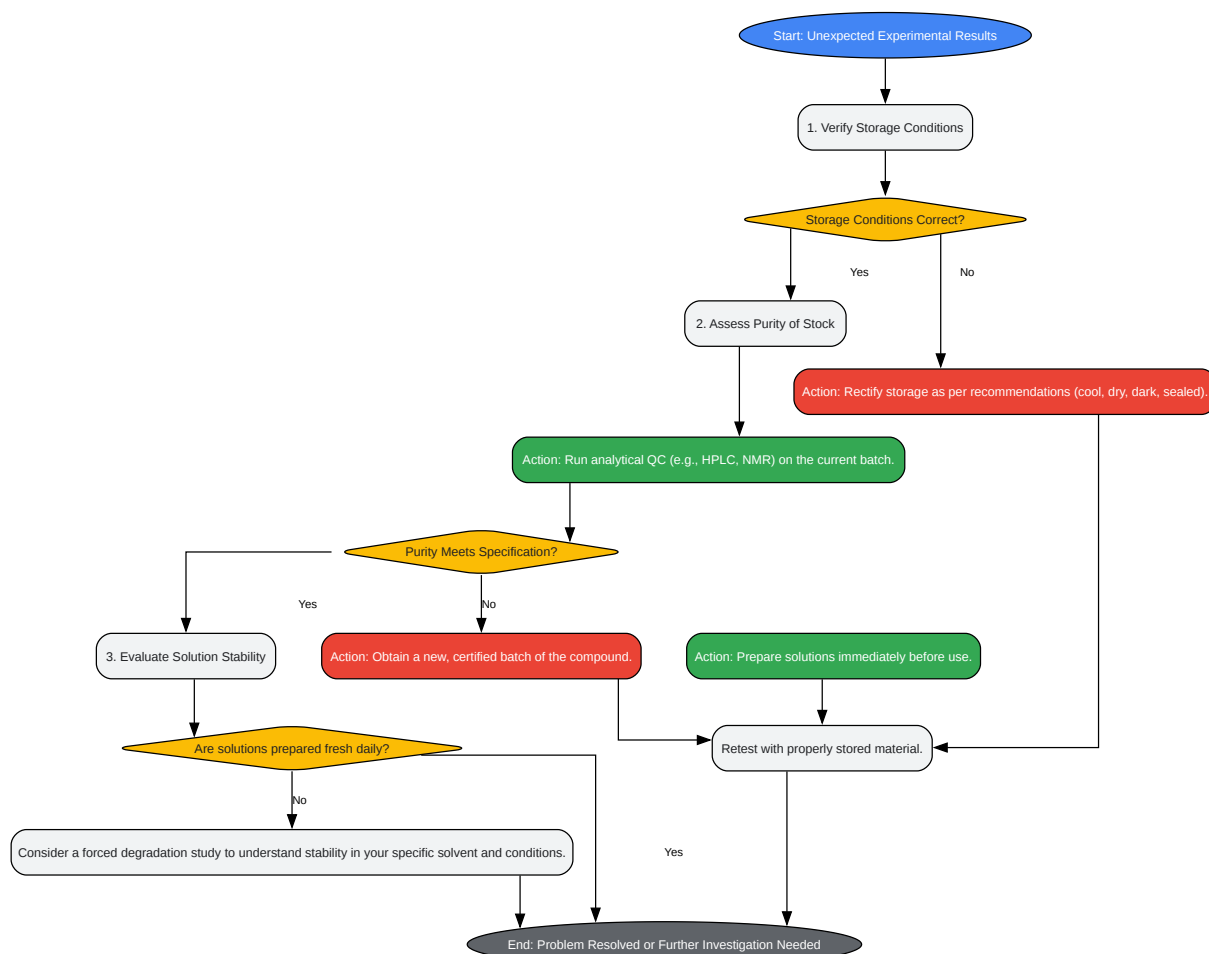 Start: Unexpected Experimental Results
1. Verify Storage Conditions
Storage Conditions Correct?
Yes
No
2. Assess Purity of Stock
Action: Rectify storage as per recommendations (cool, dry, dark, sealed).
Action: Run analytical QC (e.g., HPLC, NMR) on the current batch.
Purity Meets Specification?
Yes
No
3. Evaluate Solution Stability
Action: Obtain a new, certified batch of the compound.
Action: Prepare solutions immediately before use.
Are solutions prepared fresh daily?
Retest with properly stored material.
No
Consider a forced degradation study to understand stability in your specific solvent and conditions.
Yes
End: Problem Resolved or Further Investigation Needed